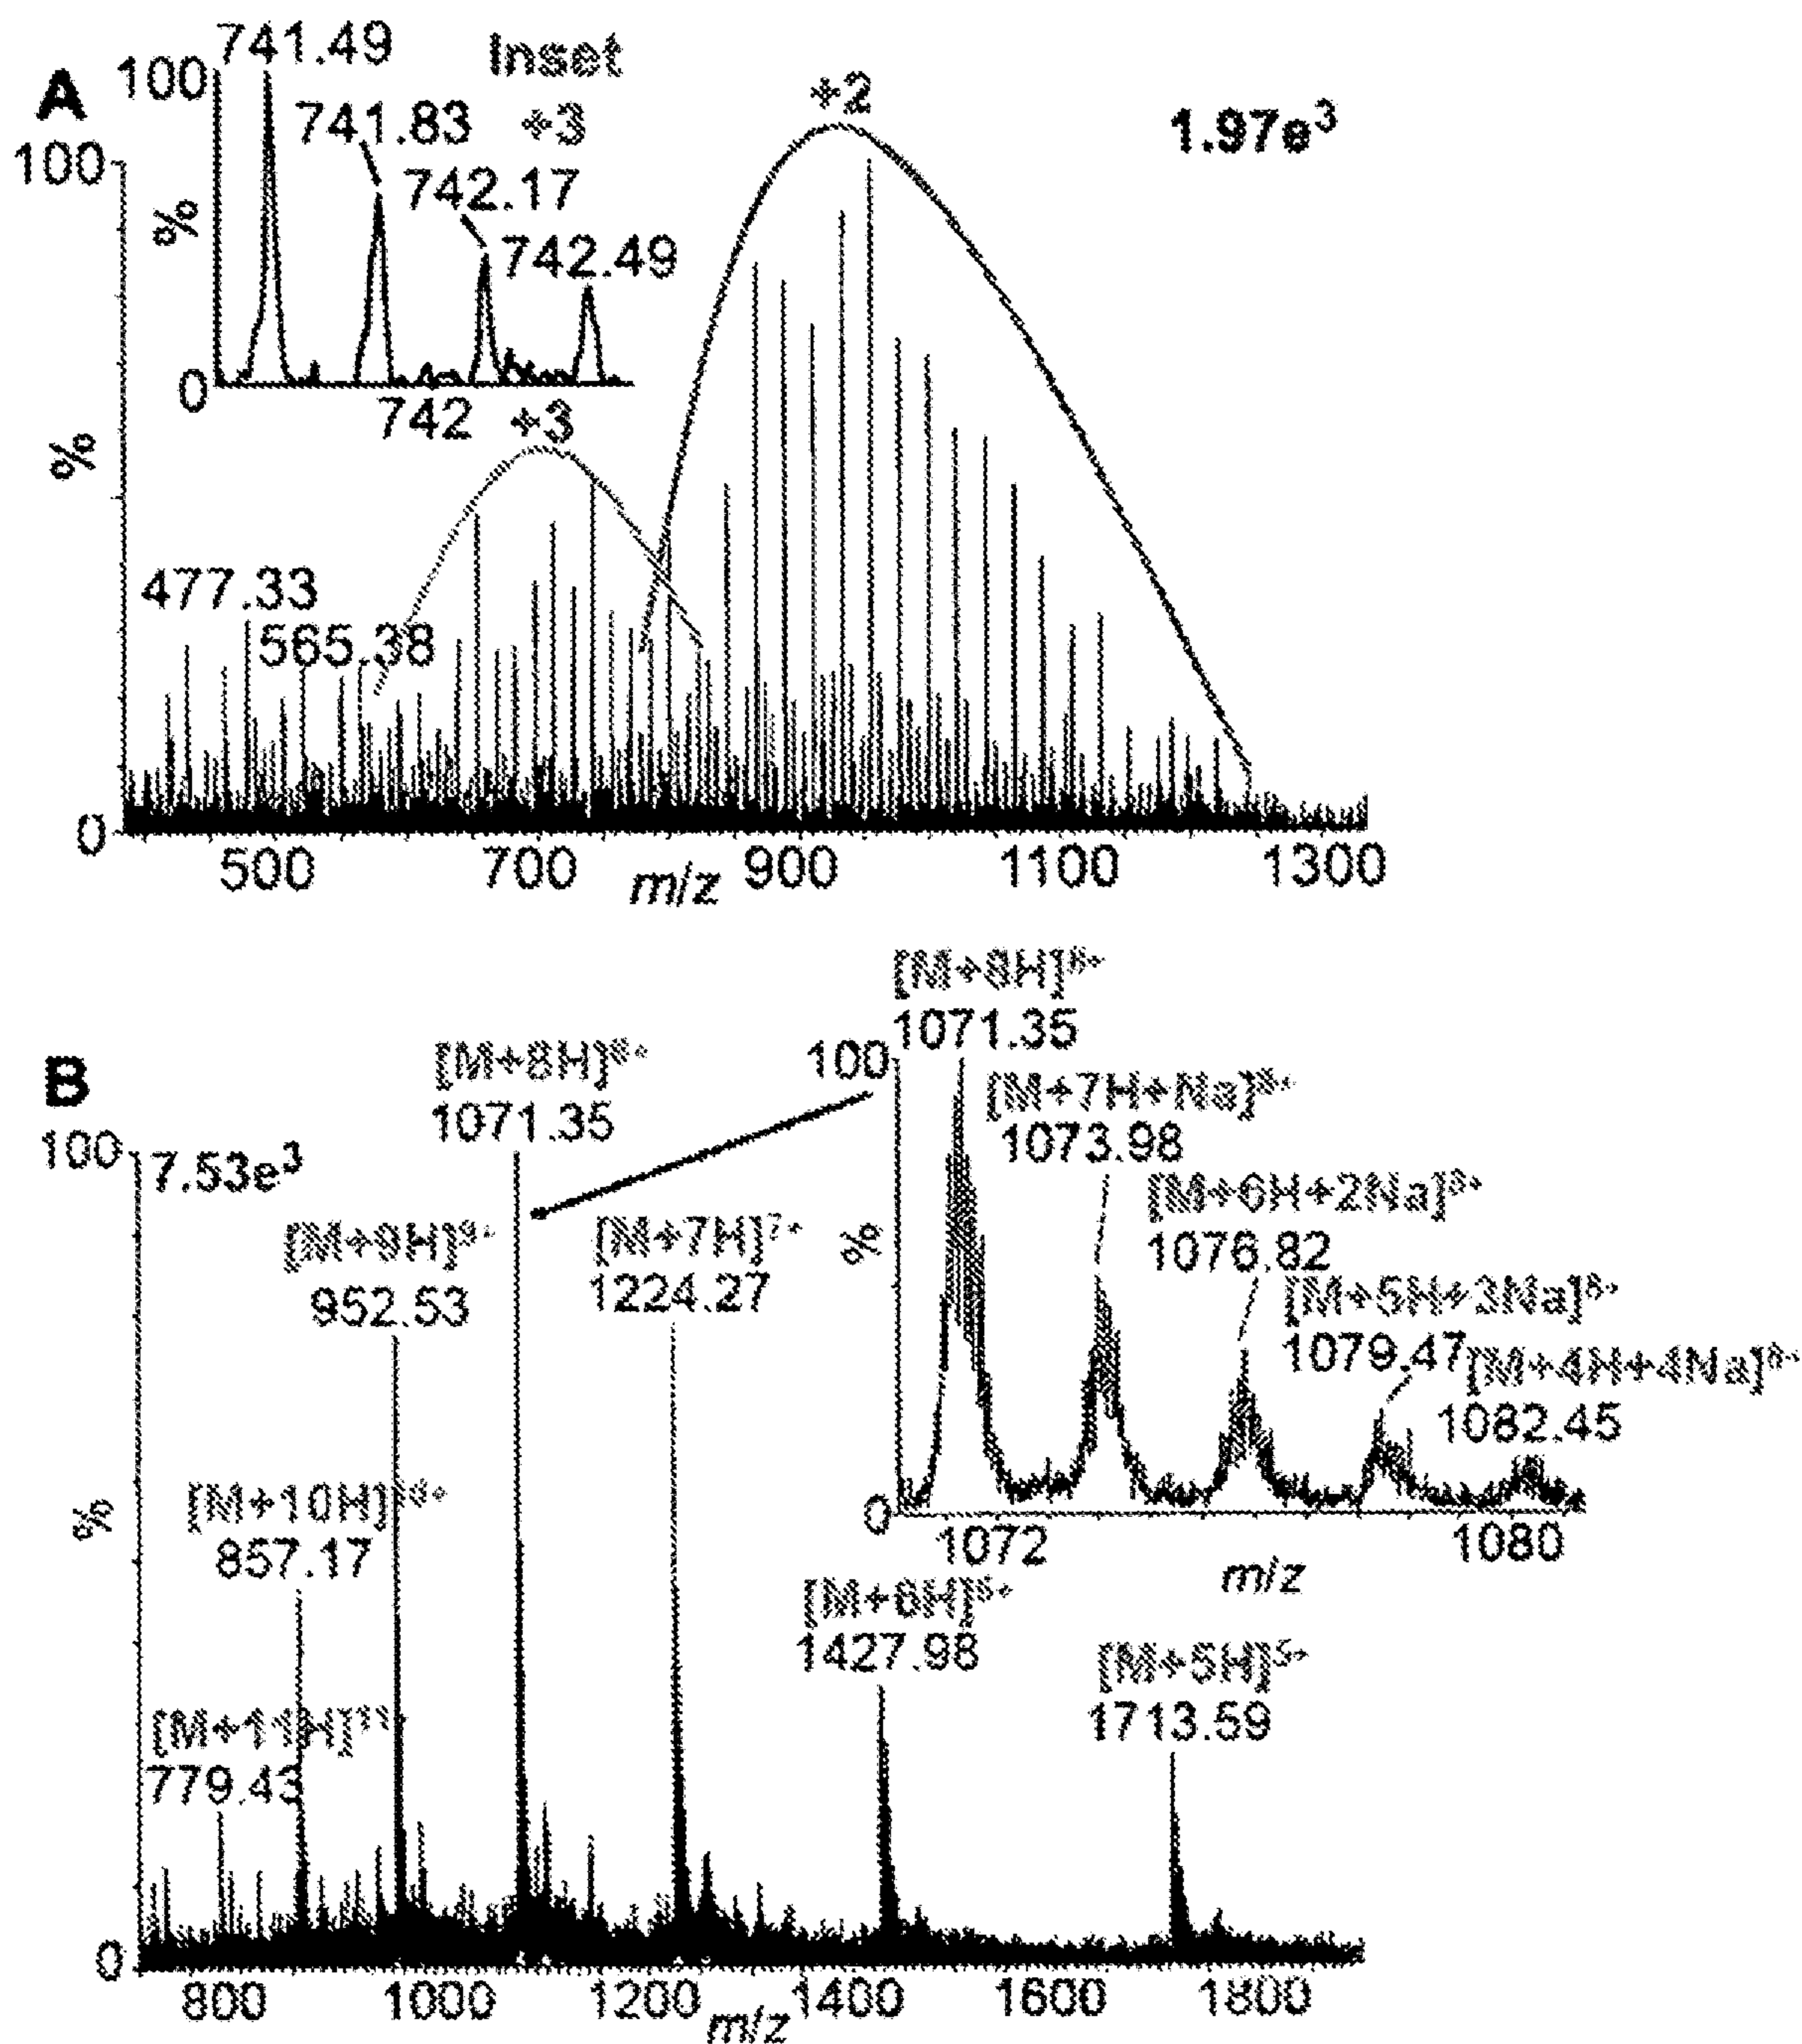 A
741.49
Inset
100
741.83 +3
742.17
742.49
%
0
742
+2
1.97e³
100
+3
%
477.33
565.38
0
500 700 900 1100 1300
m/z
B
[M+8H]⁸⁺
1071.35
100
7.53e³
[M+9H]⁹⁺
952.53
[M+7H]⁷⁺
1224.27
[M+10H]¹⁰⁺
857.17
%
[M+11H]¹¹⁺
779.43
[M+6H]⁶⁺
1427.98
[M+5H]⁵⁺
1713.59
0
800 1000 1200 1400 1600 1800
m/z
[M+8H]⁸⁺
1071.35
100
[M+7H+Na]⁸⁺
1073.98
[M+6H+2Na]⁸⁺
1076.82
[M+5H+3Na]⁸⁺
1079.47
[M+4H+4Na]⁸⁺
1082.45
%
0
1072 1080
m/z